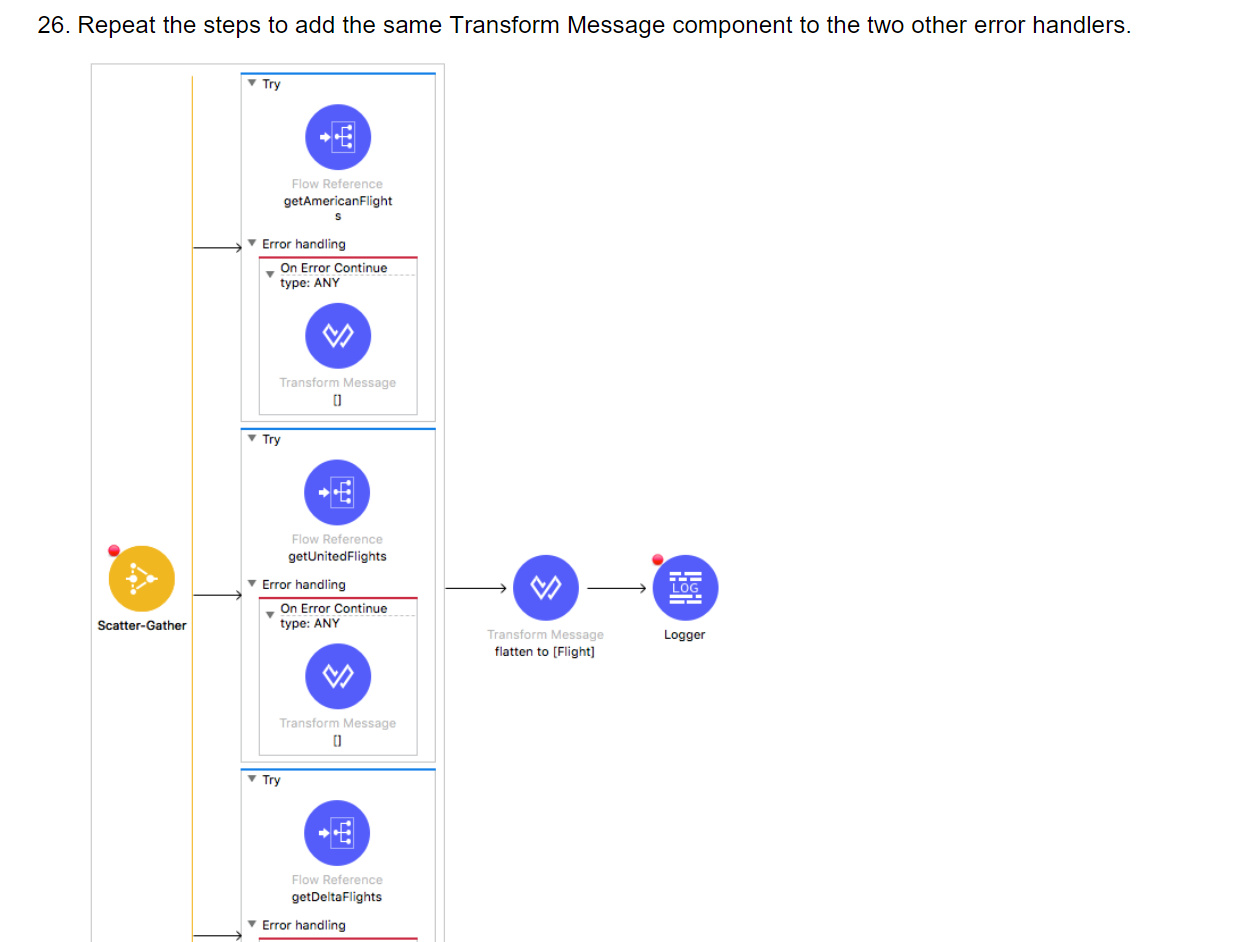 26. Repeat the steps to add the same Transform Message component to the two other error handlers.
Try
Flow Reference
getAmericanFlight
s
Error handling
On Error Continue
type: ANY
Transform Message
[]
Try
Flow Reference
getUnitedFlights
Error handling
On Error Continue
type: ANY
Transform Message
[]
Try
Flow Reference
getDeltaFlights
Error handling
Scatter-Gather
Transform Message
flatten to [Flight]
LOG
Logger